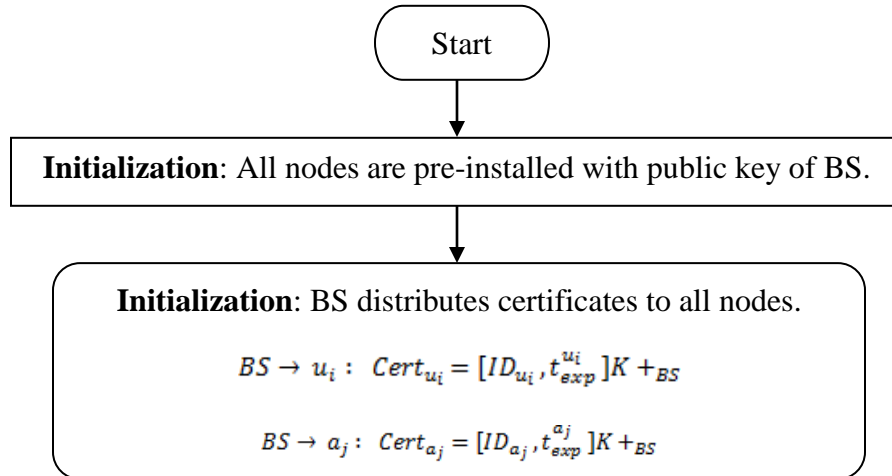 Start
Initialization: All nodes are pre-installed with public key of BS.
Initialization: BS distributes certificates to all nodes.
BS → u_i : Cert_{u_i} = [ID_{u_i}, t_{exp}^{u_i}]K +_{BS}
BS → a_j : Cert_{a_j} = [ID_{a_j}, t_{exp}^{a_j}]K +_{BS}